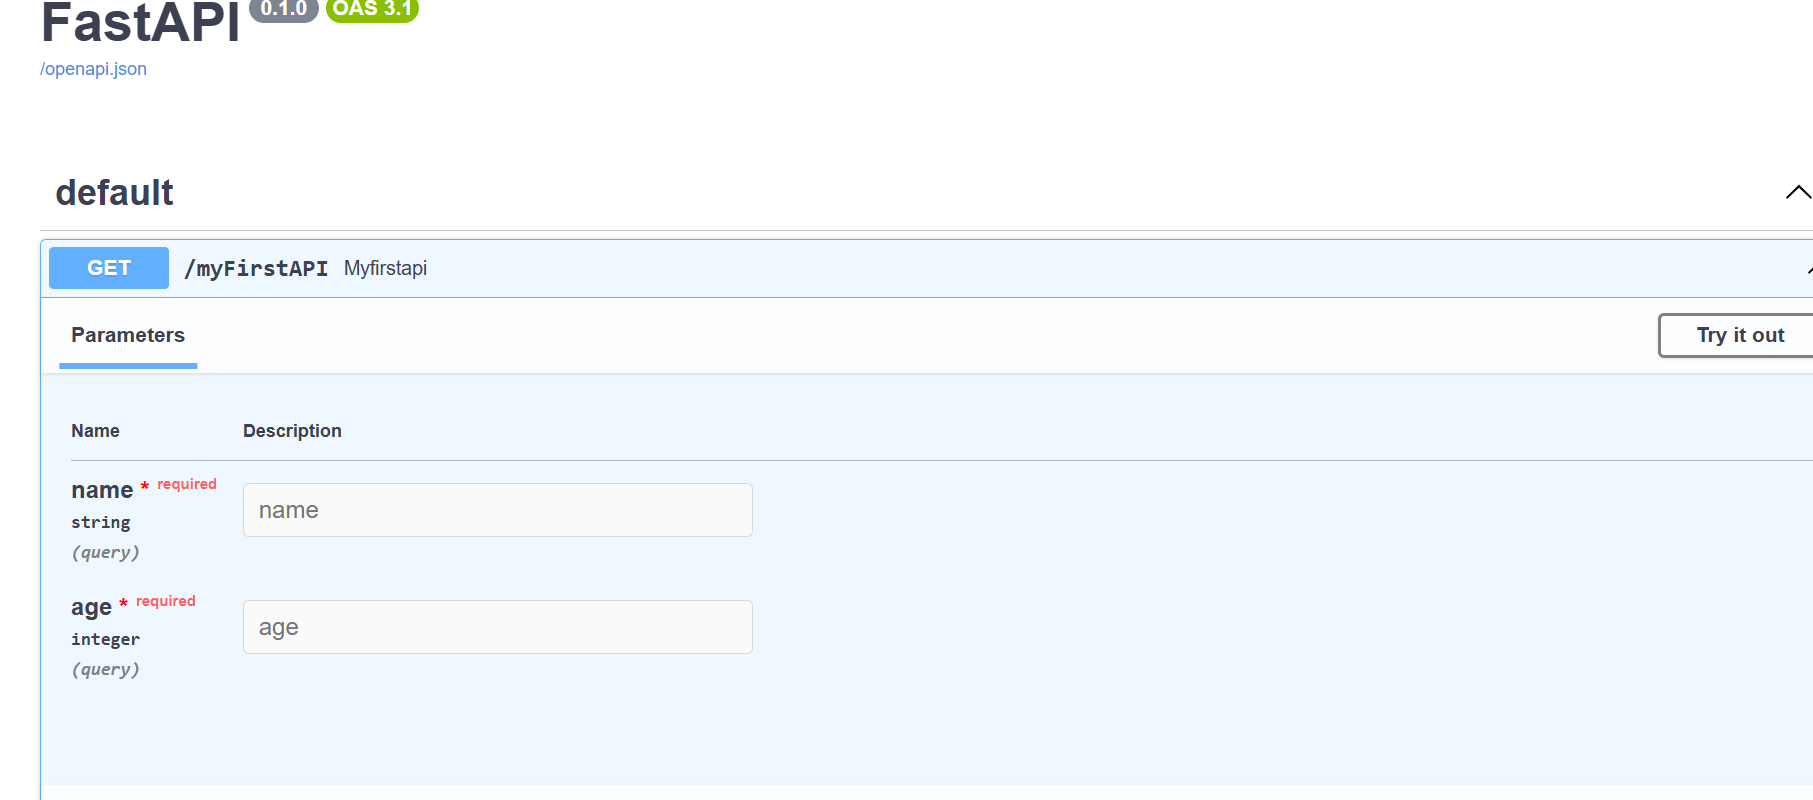 FastAPI 0.1.0 OAS 3.1
/openapi.json
default
GET /myFirstAPI Myfirstapi
Parameters Try it out
Name Description
name * required name
string
(query)
age * required age
integer
(query)